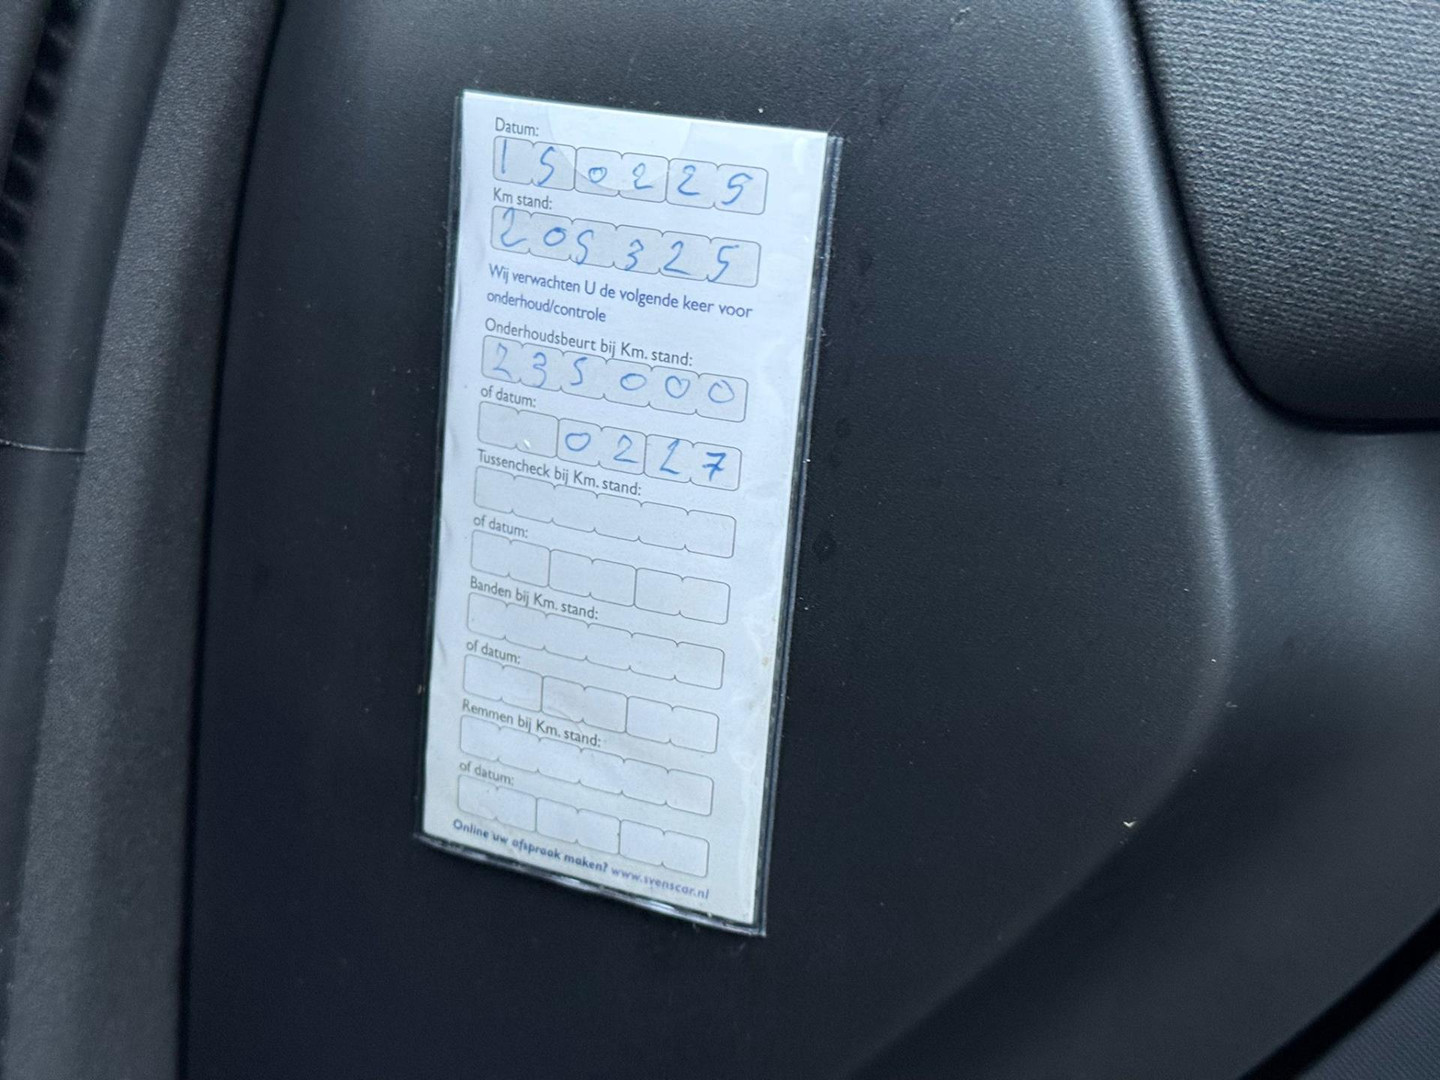 Datum:
150225
Km stand:
205325
Wij verwachten U de volgende keer voor
onderhoud/controle
Onderhoudsbeurt bij Km. stand:
235000
of datum:
0227
Tussencheck bij Km. stand:
of datum:
Banden bij Km. stand:
of datum:
Remmen bij Km. stand:
of datum:
Online uw afspraak maken? www.svenscar.nl